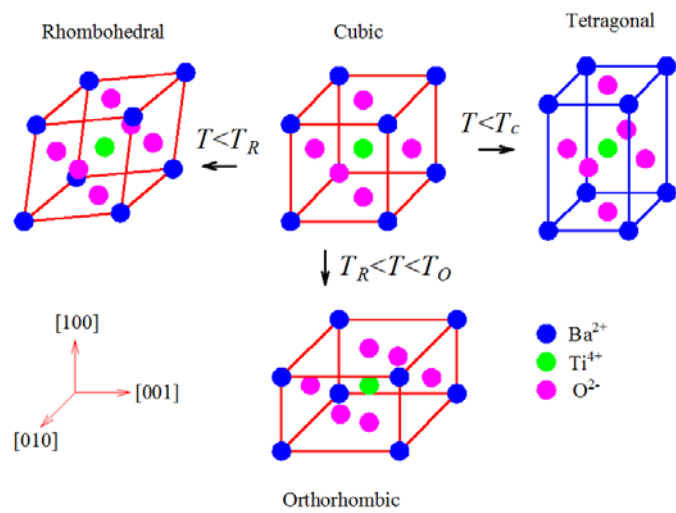 Rhombohedral
Cubic
Tetragonal
T<T_R
T<T_c
T_R<T<T_O
[100]
[001]
[010]
Ba²⁺
Ti⁴⁺
O²⁻
Orthorhombic